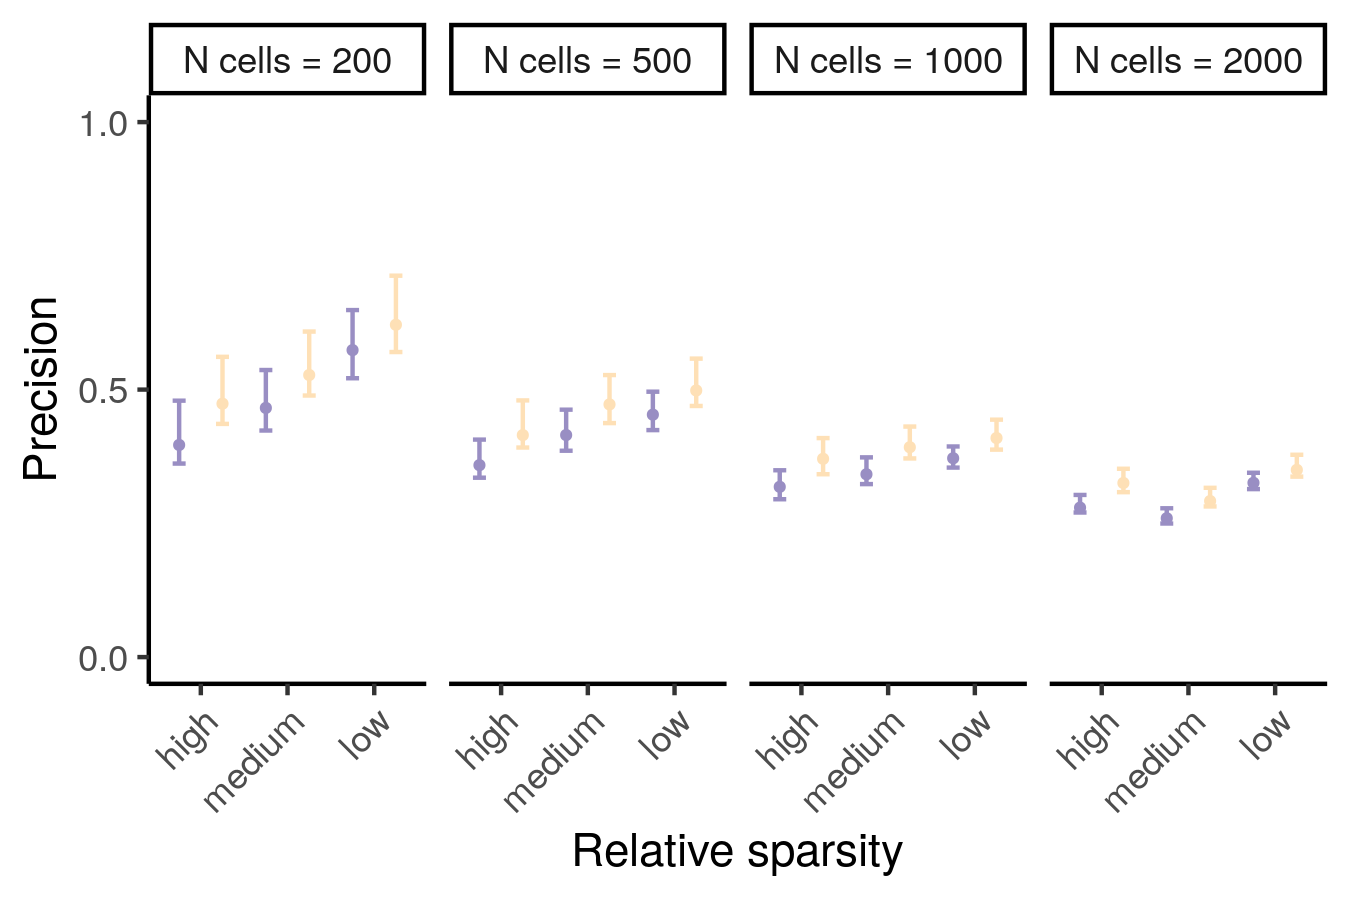 N cells = 200
N cells = 500
N cells = 1000
N cells = 2000
1.0
0.5
0.0
Precision
high
medium
low
high
medium
low
high
medium
low
high
medium
low
Relative sparsity